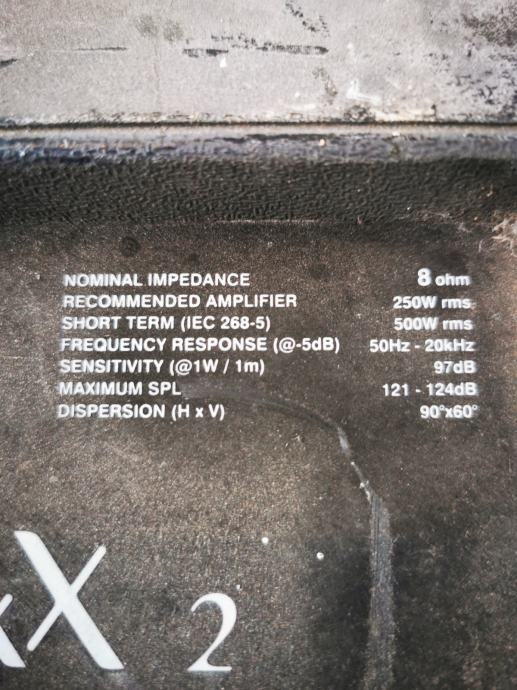 NOMINAL IMPEDANCE 8 ohm
RECOMMENDED AMPLIFIER 250W rms
SHORT TERM (IEC 268-5) 500W rms
FREQUENCY RESPONSE (@-5dB) 50Hz - 20kHz
SENSITIVITY (@1W / 1m) 97dB
MAXIMUM SPL 121 - 124dB
DISPERSION (H x V) 90°x60°
X 2